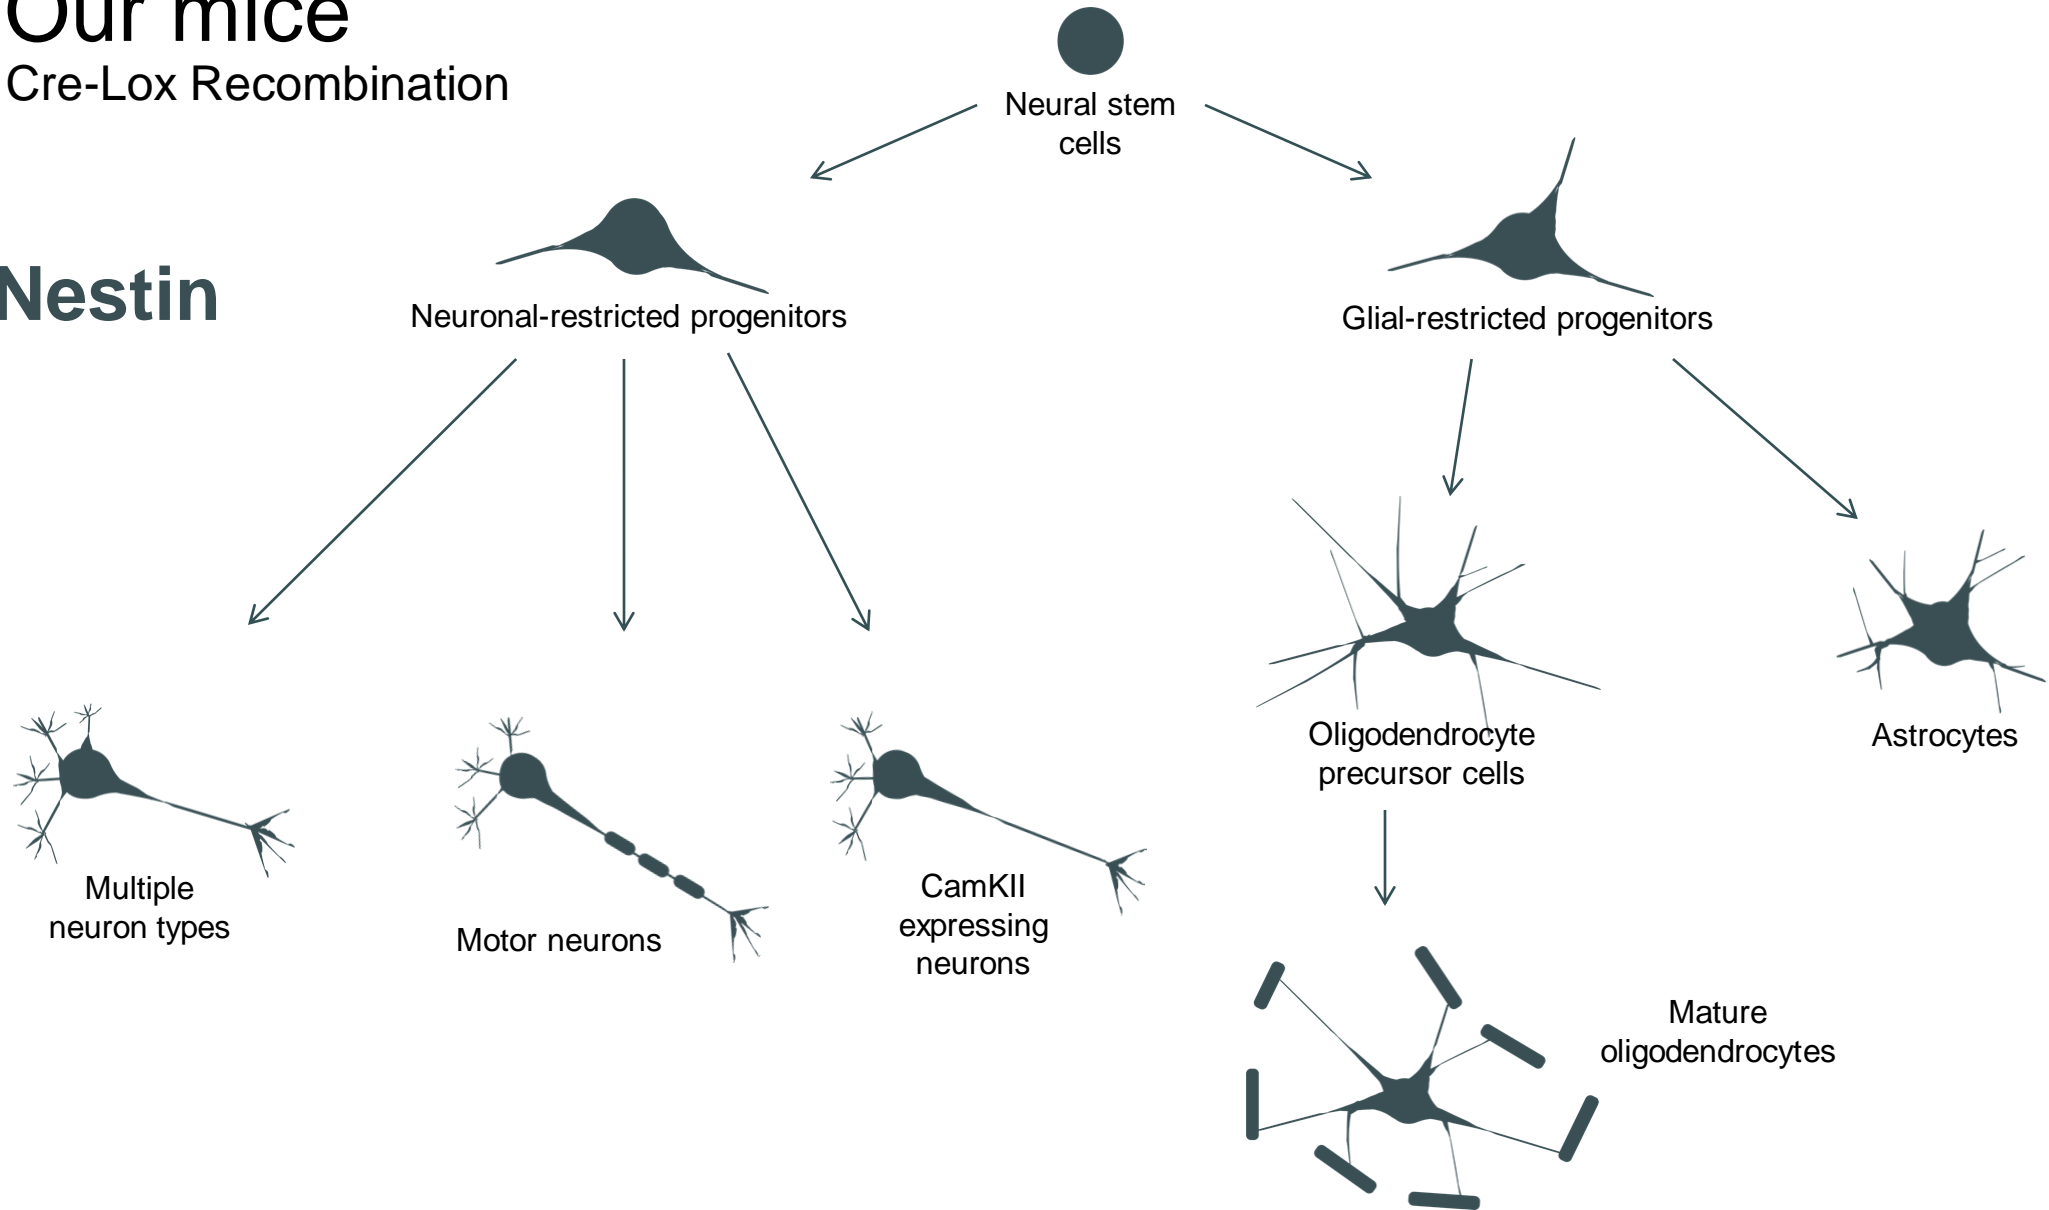 Our mice
Cre-Lox Recombination
Neural stem
cells
Nestin
Neuronal-restricted progenitors
Glial-restricted progenitors
Oligodendrocyte
precursor cells
Astrocytes
Multiple
neuron types
Motor neurons
CamKII
expressing
neurons
Mature
oligodendrocytes